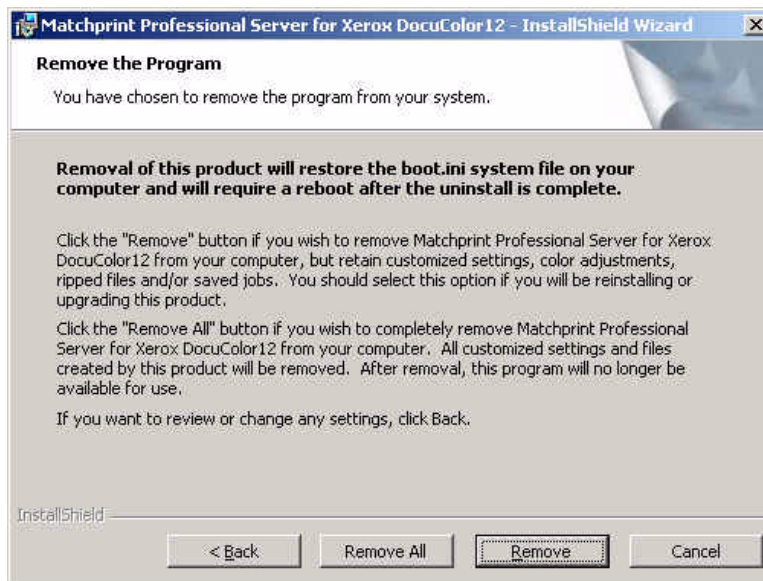 Matchprint Professional Server for Xerox DocuColor12 - InstallShield Wizard
Remove the Program
You have chosen to remove the program from your system.
Removal of this product will restore the boot.ini system file on your
computer and will require a reboot after the uninstall is complete.
Click the "Remove" button if you wish to remove Matchprint Professional Server for Xerox
DocuColor12 from your computer, but retain customized settings, color adjustments,
ripped files and/or saved jobs.  You should select this option if you will be reinstalling or
upgrading this product.
Click the "Remove All" button if you wish to completely remove Matchprint Professional
Server for Xerox DocuColor12 from your computer.  All customized settings and files
created by this product will be removed.  After removal, this program will no longer be
available for use.
If you want to review or change any settings, click Back.
InstallShield
< Back Remove All Remove Cancel